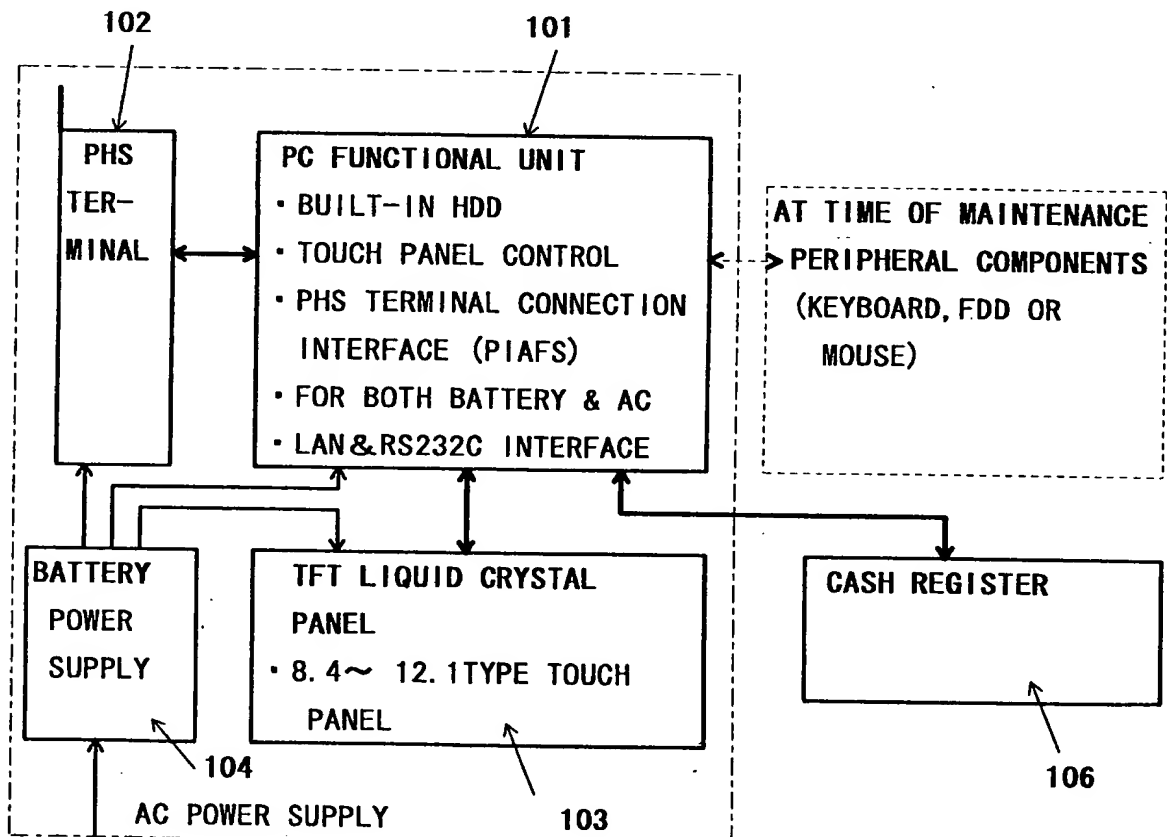 102
101
PHS
TER-
MINAL
PC FUNCTIONAL UNIT
・BUILT-IN HDD
・TOUCH PANEL CONTROL
・PHS TERMINAL CONNECTION
INTERFACE (PIAFS)
・FOR BOTH BATTERY & AC
・LAN&RS232C INTERFACE
AT TIME OF MAINTENANCE
PERIPHERAL COMPONENTS
(KEYBOARD, FDD OR
MOUSE)
BATTERY
POWER
SUPPLY
TFT LIQUID CRYSTAL
PANEL
・8.4~ 12.1TYPE TOUCH
PANEL
CASH REGISTER
104
103
106
AC POWER SUPPLY